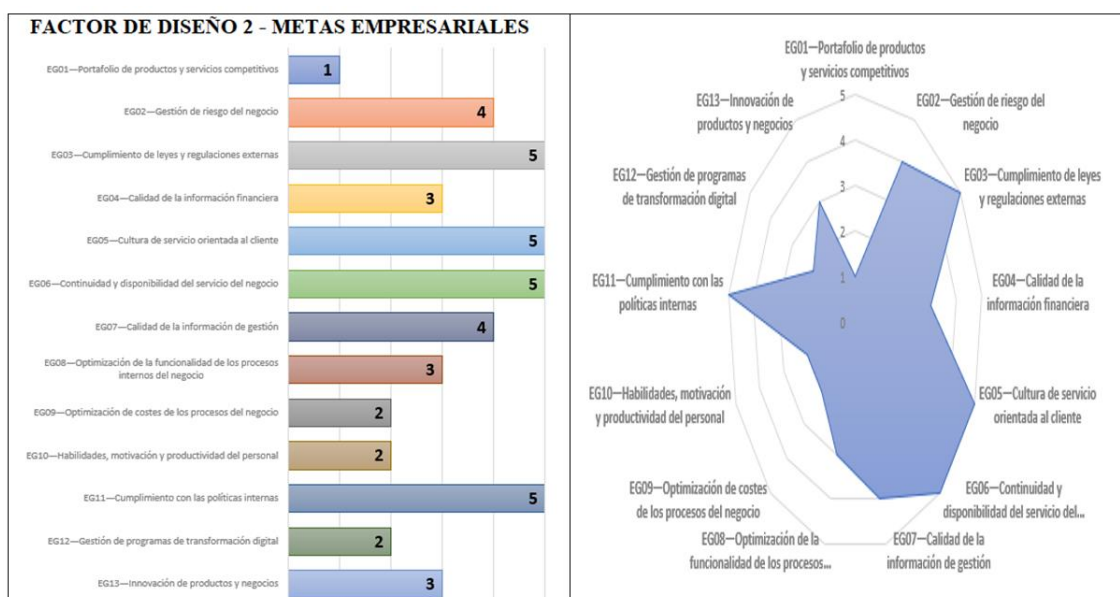 FACTOR DE DISEÑO 2 - METAS EMPRESARIALES
EG01—Portafolio de productos y servicios competitivos
1
EG02—Gestión de riesgo del negocio
4
EG03—Cumplimiento de leyes y regulaciones externas
5
EG04—Calidad de la información financiera
3
EG05—Cultura de servicio orientada al cliente
5
EG06—Continuidad y disponibilidad del servicio del negocio
5
EG07—Calidad de la información de gestión
4
EG08—Optimización de la funcionalidad de los procesos
internos del negocio
3
EG09—Optimización de costes de los procesos del negocio
2
EG10—Habilidades, motivación y productividad del personal
2
EG11—Cumplimiento con las políticas internas
5
EG12—Gestión de programas de transformación digital
2
EG13—Innovación de productos y negocios
3
EG01—Portafolio de productos
y servicios competitivos
EG02—Gestión de riesgo del
negocio
EG03—Cumplimiento de leyes
y regulaciones externas
EG04—Calidad de la
información financiera
EG05—Cultura de servicio
orientada al cliente
EG06—Continuidad y
disponibilidad del servicio del...
EG07—Calidad de la
información de gestión
EG08—Optimización de la
funcionalidad de los procesos...
EG09—Optimización de costes
de los procesos del negocio
EG10—Habilidades, motivación
y productividad del personal
EG11—Cumplimiento con las
políticas internas
EG12—Gestión de programas
de transformación digital
EG13—Innovación de
productos y negocios
5
4
3
2
1
0